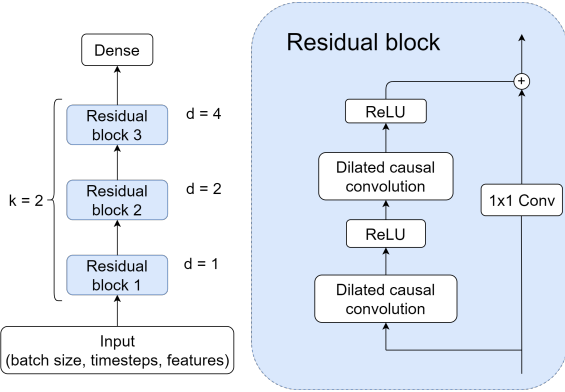 Dense
Residual
block 3
d = 4
Residual
block 2
d = 2
k = 2
Residual
block 1
d = 1
Input
(batch size, timesteps, features)
Residual block
+
ReLU
Dilated causal
convolution
1x1 Conv
ReLU
Dilated causal
convolution